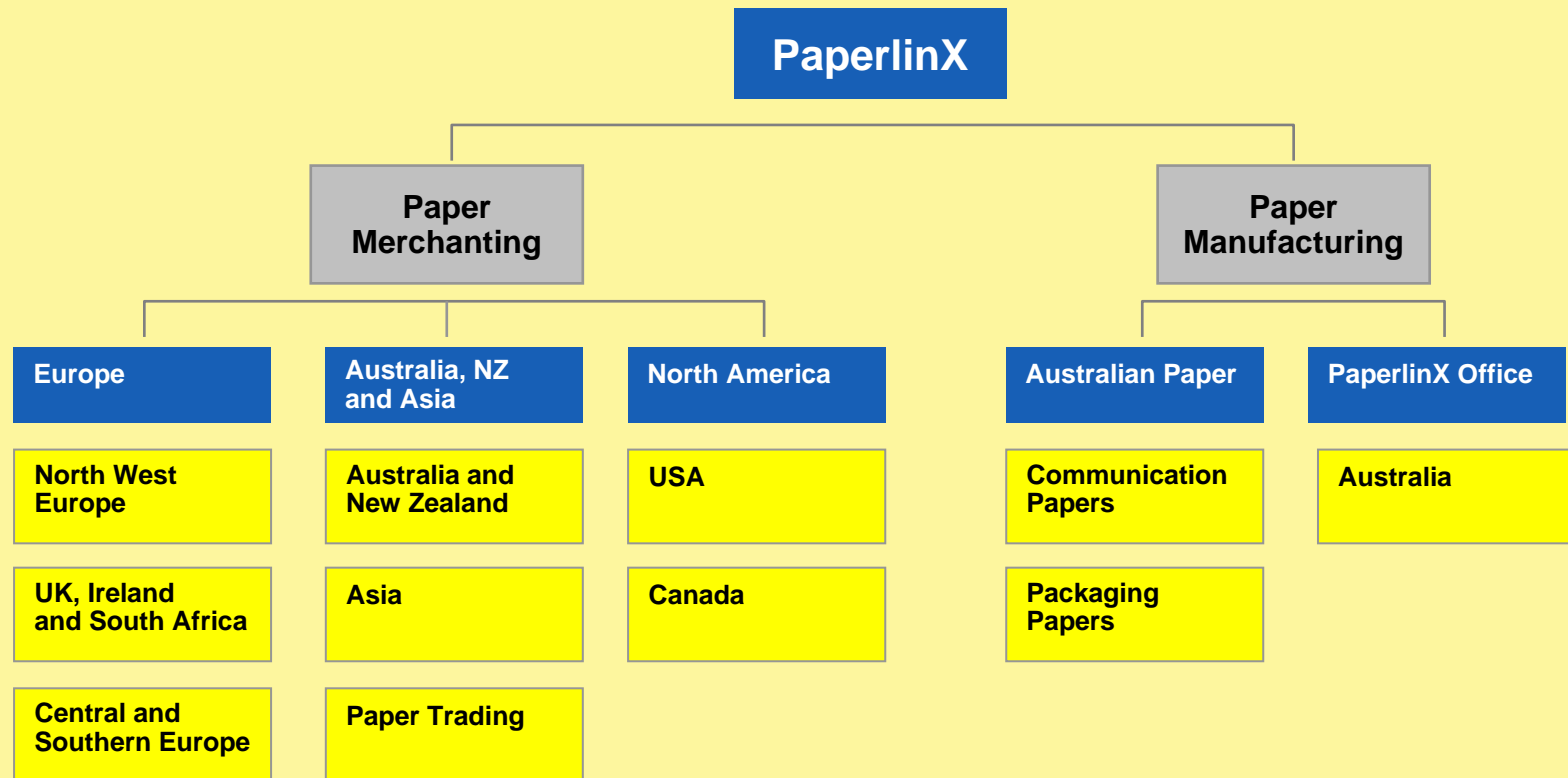 PaperlinX
Paper
Merchanting
Paper
Manufacturing
Europe
Australia, NZ
and Asia
North America
Australian Paper
PaperlinX Office
North West
Europe
Australia and
New Zealand
USA
Communication
Papers
Australia
UK, Ireland
and South Africa
Asia
Canada
Packaging
Papers
Central and
Southern Europe
Paper Trading